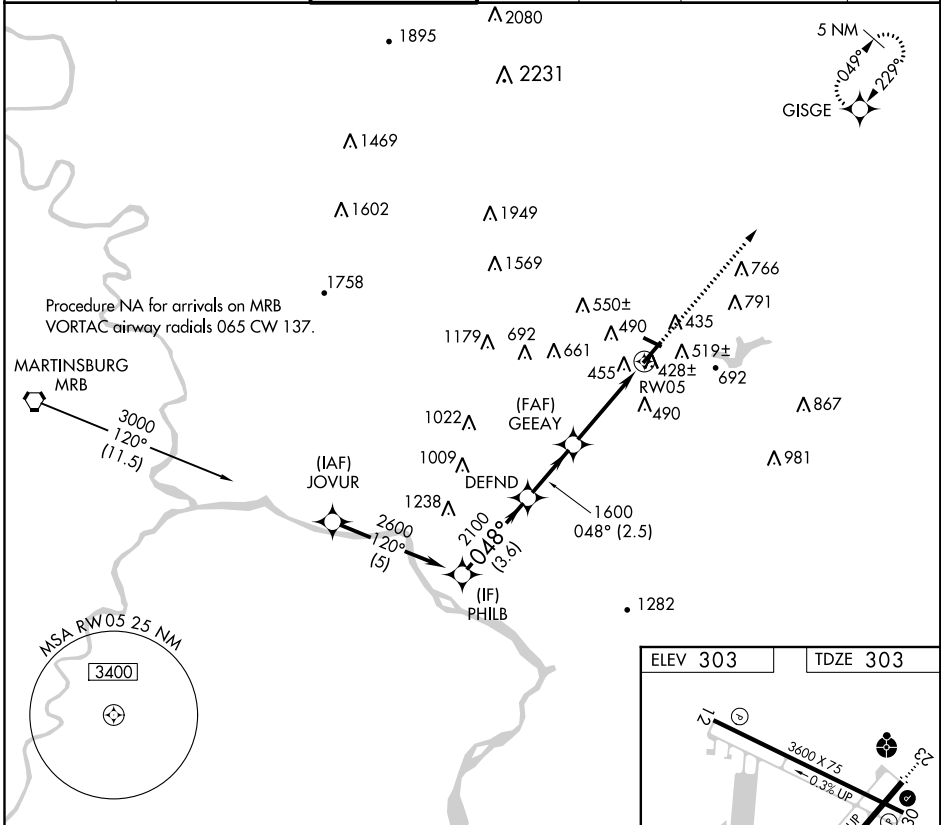 2080
1895
5 NM
2231
049°
229°
GISGE
1469
1602
1949
1569
766
1758
Procedure NA for arrivals on MRB
VORTAC airway radials 065 CW 137.
550±
791
490
435
1179
692
661
519±
MARTINSBURG
MRB
455
428±
692
RW05
3000
120°
(11.5)
(FAF)
GEEAY
490
867
1022
1009
981
(IAF)
JOVUR
DEFND
1238
1600
048° (2.5)
2600
120°
(5)
2100
048°
(3.6)
(IF)
PHILB
1282
MSA RW05 25 NM
3400
ELEV 303
TDZE 303
12
P
3600 X 75
0.3% UP
23
P
UP
P
30